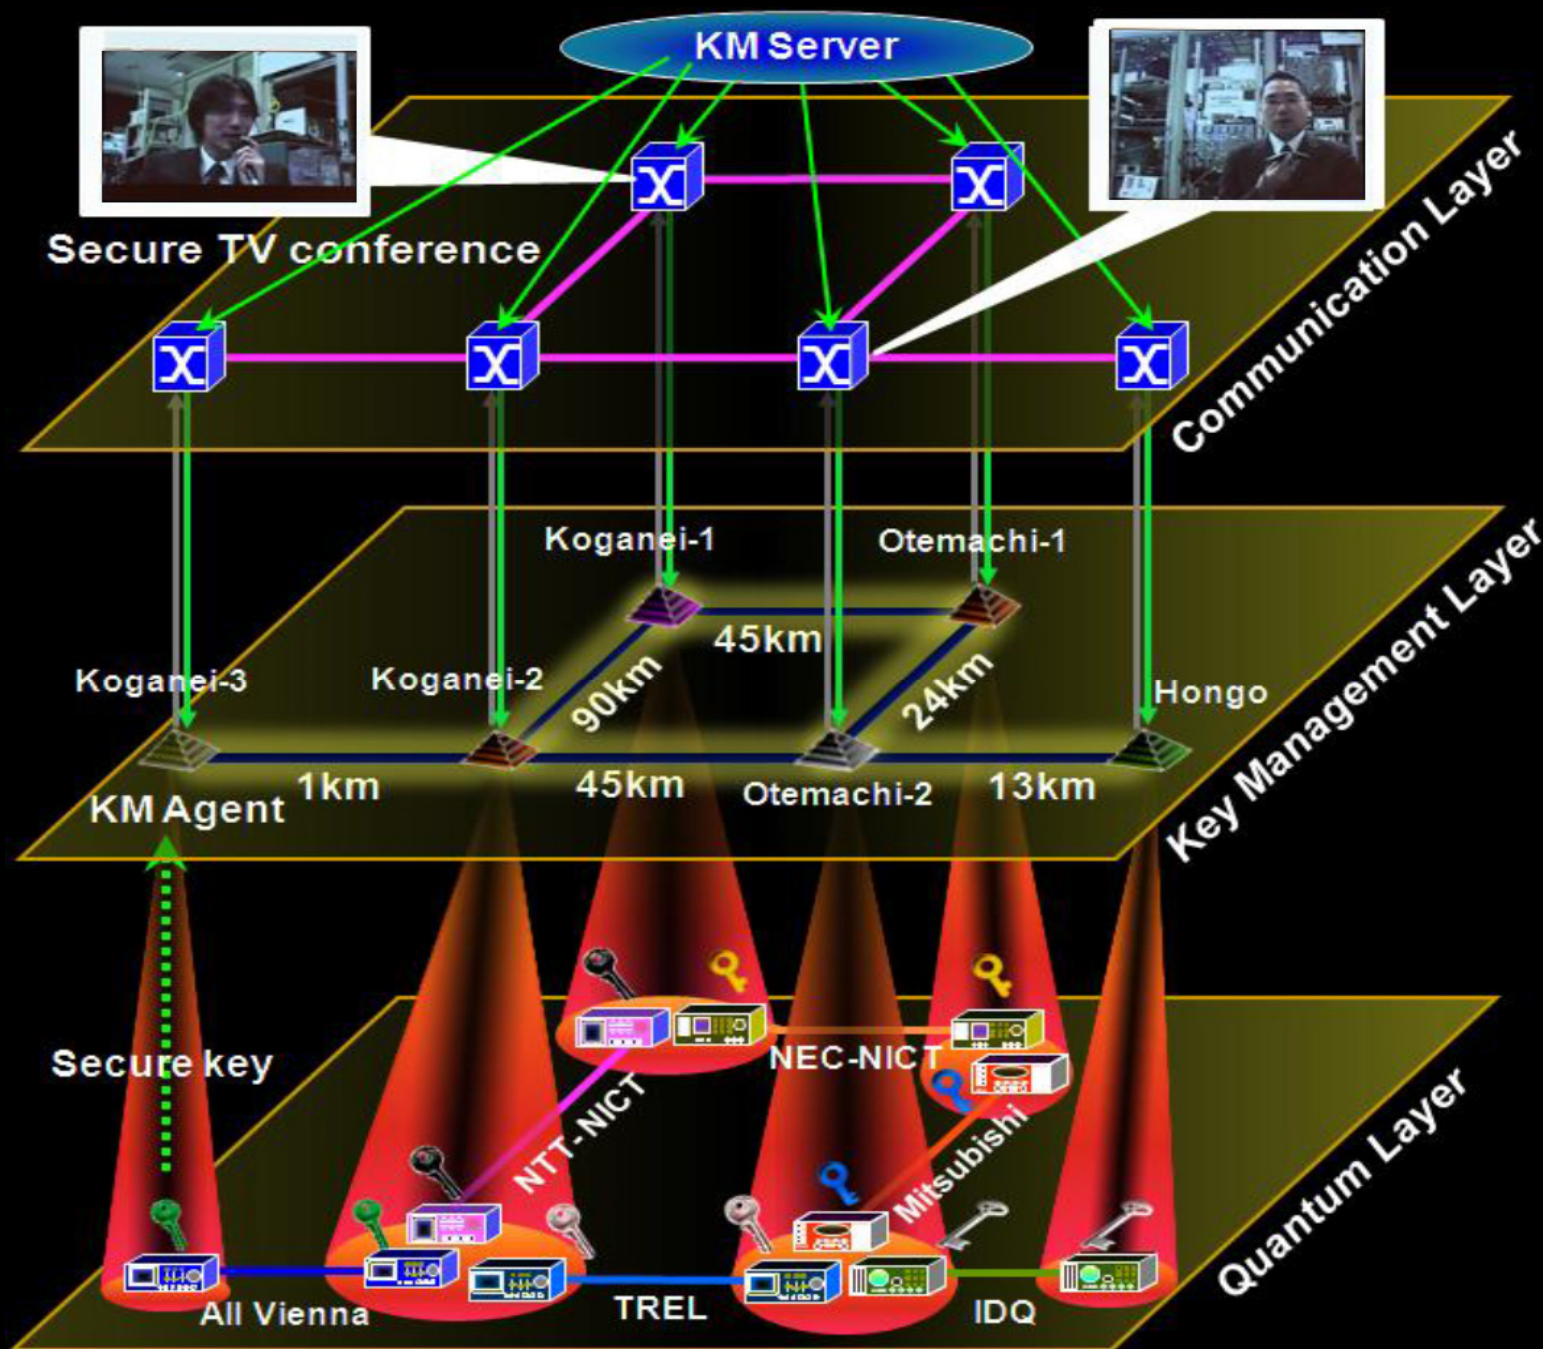 KM Server
Secure TV conference
Communication Layer
Koganei-1
Otemachi-1
45km
Koganei-3
Koganei-2
90km
24km
Hongo
1km
45km
Otemachi-2
13km
KM Agent
Key Management Layer
Secure key
NEC-NICT
NTT-NICT
Mitsubishi
All Vienna
TREL
IDQ
Quantum Layer